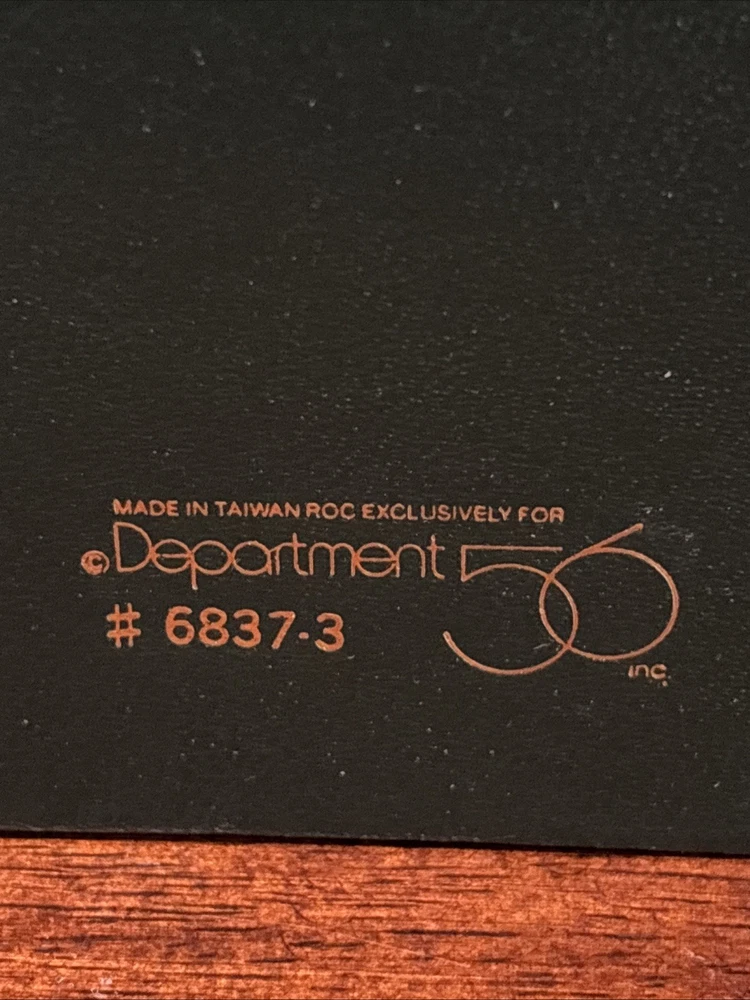 MADE IN TAIWAN ROC EXCLUSIVELY FOR
© Department 56 inc.
# 6837-3